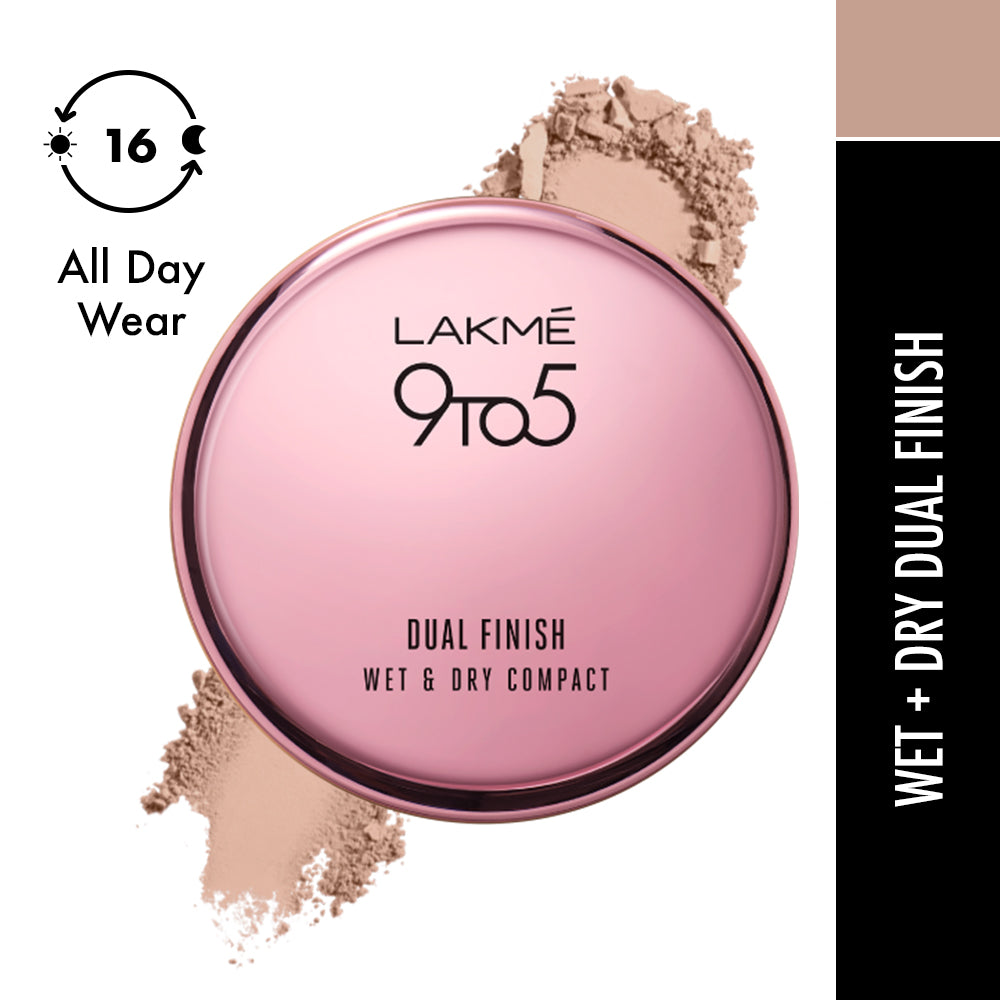 16
All Day
Wear
LAKMÉ
9TO5
DUAL FINISH
WET & DRY COMPACT
WET + DRY DUAL FINISH